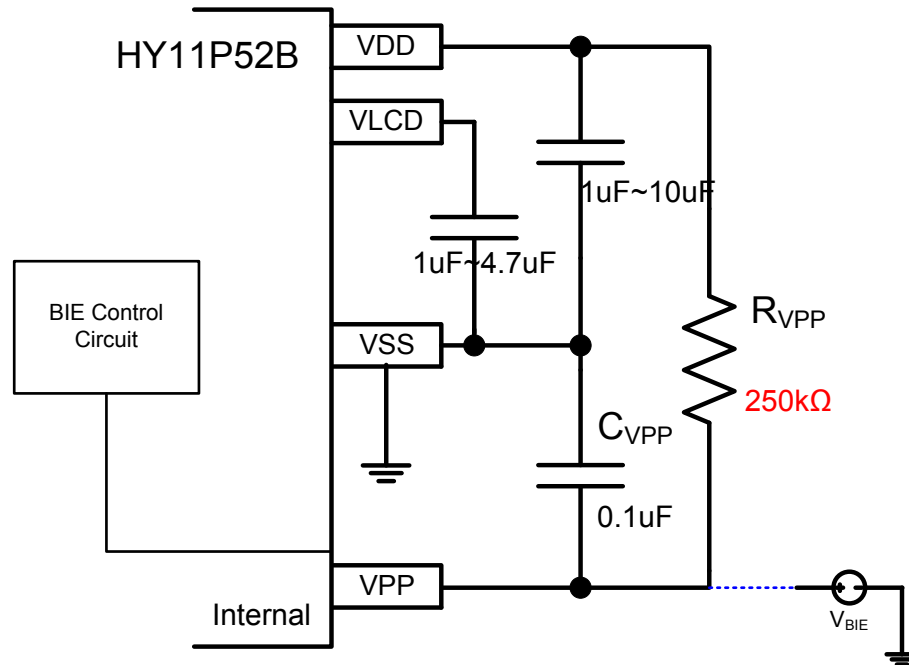 HY11P52B
VDD
VLCD
1uF~10uF
1uF~4.7uF
BIE Control
Circuit
VSS
RVPP
250kΩ
CVPP
0.1uF
VPP
Internal
VBIE